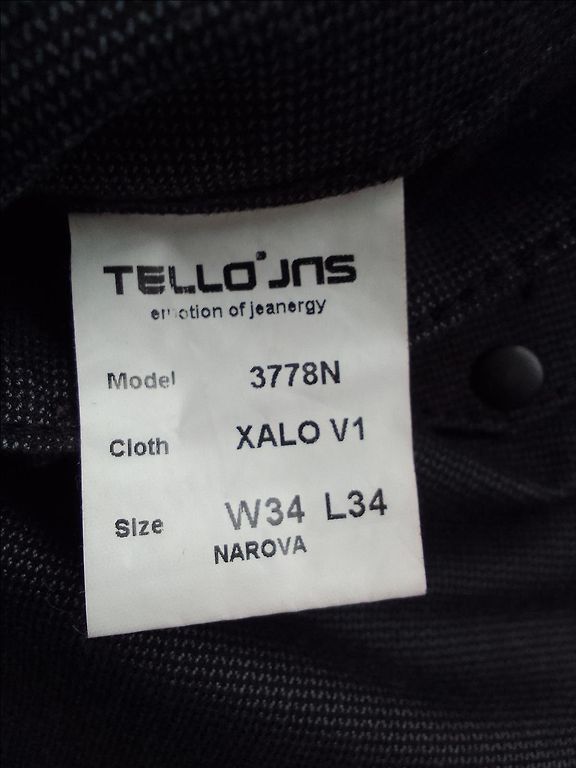 TELLO JNS
emotion of jeanergy
Model 3778N
Cloth XALO V1
Size W34 L34
NAROVA